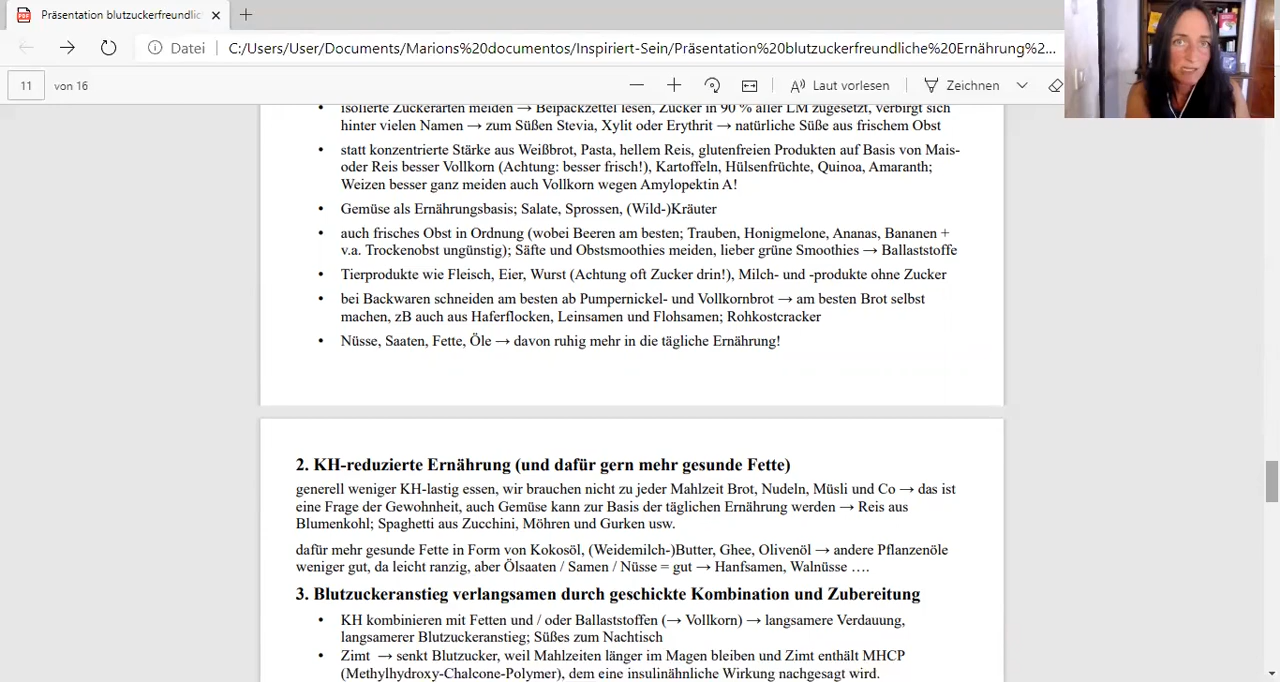 Präsentation blutzuckerfreundlic
Datei
C:/Users/User/Documents/Marions%20documentos/Inspiriert-Sein/Präsentation%20blutzuckerfreundliche%20Ernährung%2...
11 von 16
Laut vorlesen
Zeichnen
isolierte Zuckerarten meiden → Beipackzettel lesen, Zucker in 90 % aller LM zugesetzt, verbirgt sich
hinter vielen Namen → zum Süßen Stevia, Xylit oder Erythrit → natürliche Süße aus frischem Obst
• statt konzentrierte Stärke aus Weißbrot, Pasta, hellem Reis, glutenfreien Produkten auf Basis von Mais-
oder Reis besser Vollkorn (Achtung: besser frisch!), Kartoffeln, Hülsenfrüchte, Quinoa, Amaranth;
Weizen besser ganz meiden auch Vollkorn wegen Amylopektin A!
• Gemüse als Ernährungsbasis; Salate, Sprossen, (Wild-)Kräuter
• auch frisches Obst in Ordnung (wobei Beeren am besten; Trauben, Honigmelone, Ananas, Bananen +
v.a. Trockenobst ungünstig); Säfte und Obstsmoothies meiden, lieber grüne Smoothies → Ballaststoffe
• Tierprodukte wie Fleisch, Eier, Wurst (Achtung oft Zucker drin!), Milch- und -produkte ohne Zucker
• bei Backwaren schneiden am besten ab Pumpernickel- und Vollkornbrot → am besten Brot selbst
machen, zB auch aus Haferflocken, Leinsamen und Flohsamen; Rohkostcracker
• Nüsse, Saaten, Fette, Öle → davon ruhig mehr in die tägliche Ernährung!
2. KH-reduzierte Ernährung (und dafür gern mehr gesunde Fette)
generell weniger KH-lastig essen, wir brauchen nicht zu jeder Mahlzeit Brot, Nudeln, Müsli und Co → das ist
eine Frage der Gewohnheit, auch Gemüse kann zur Basis der täglichen Ernährung werden → Reis aus
Blumenkohl; Spaghetti aus Zucchini, Möhren und Gurken usw.
dafür mehr gesunde Fette in Form von Kokosöl, (Weidemilch-)Butter, Ghee, Olivenöl → andere Pflanzenöle
weniger gut, da leicht ranzig, aber Ölsaaten / Samen / Nüsse = gut → Hanfsamen, Walnüsse ….
3. Blutzuckeranstieg verlangsamen durch geschickte Kombination und Zubereitung
• KH kombinieren mit Fetten und / oder Ballaststoffen (→ Vollkorn) → langsamere Verdauung,
langsamerer Blutzuckeranstieg; Süßes zum Nachtisch
• Zimt → senkt Blutzucker, weil Mahlzeiten länger im Magen bleiben und Zimt enthält MHCP
(Methylhydroxy-Chalcone-Polymer), dem eine insulinähnliche Wirkung nachgesagt wird.